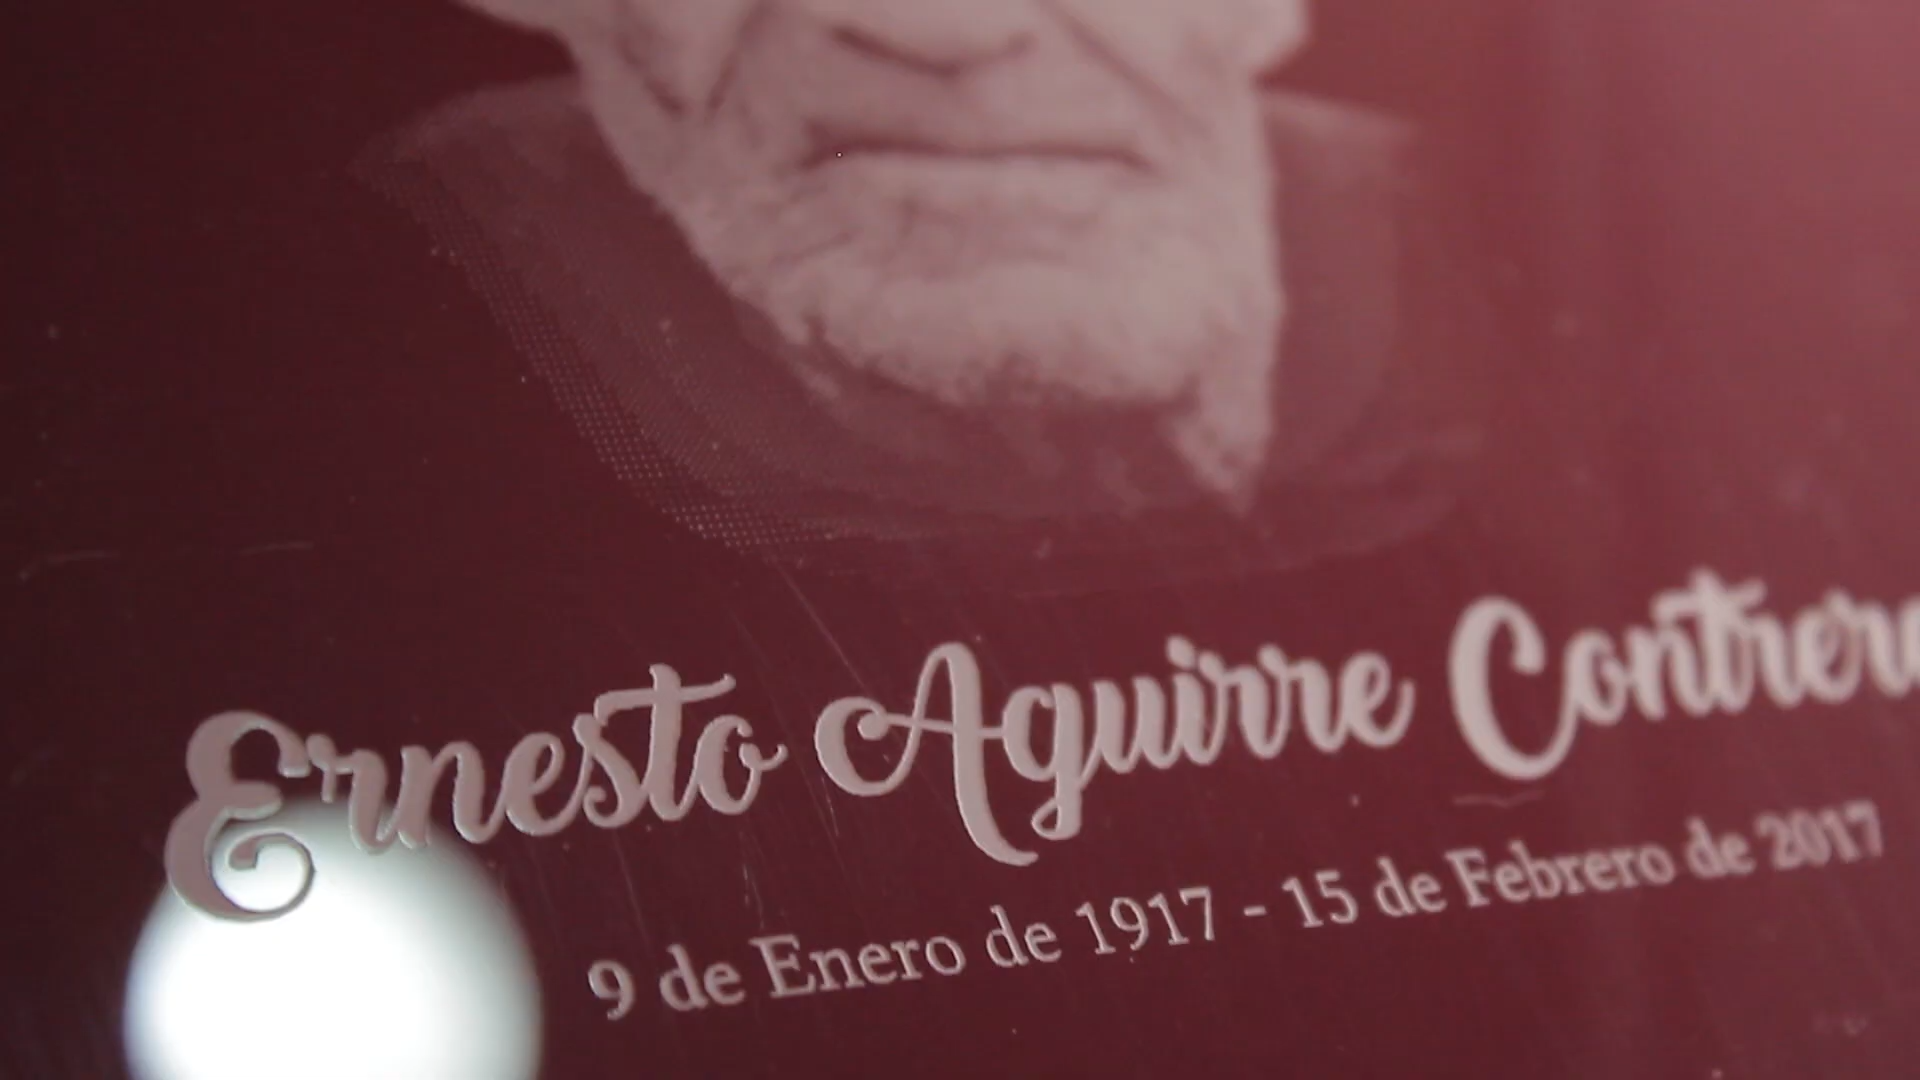 Ernesto Aguirre Contrera
9 de Enero de 1917 - 15 de Febrero de 2017